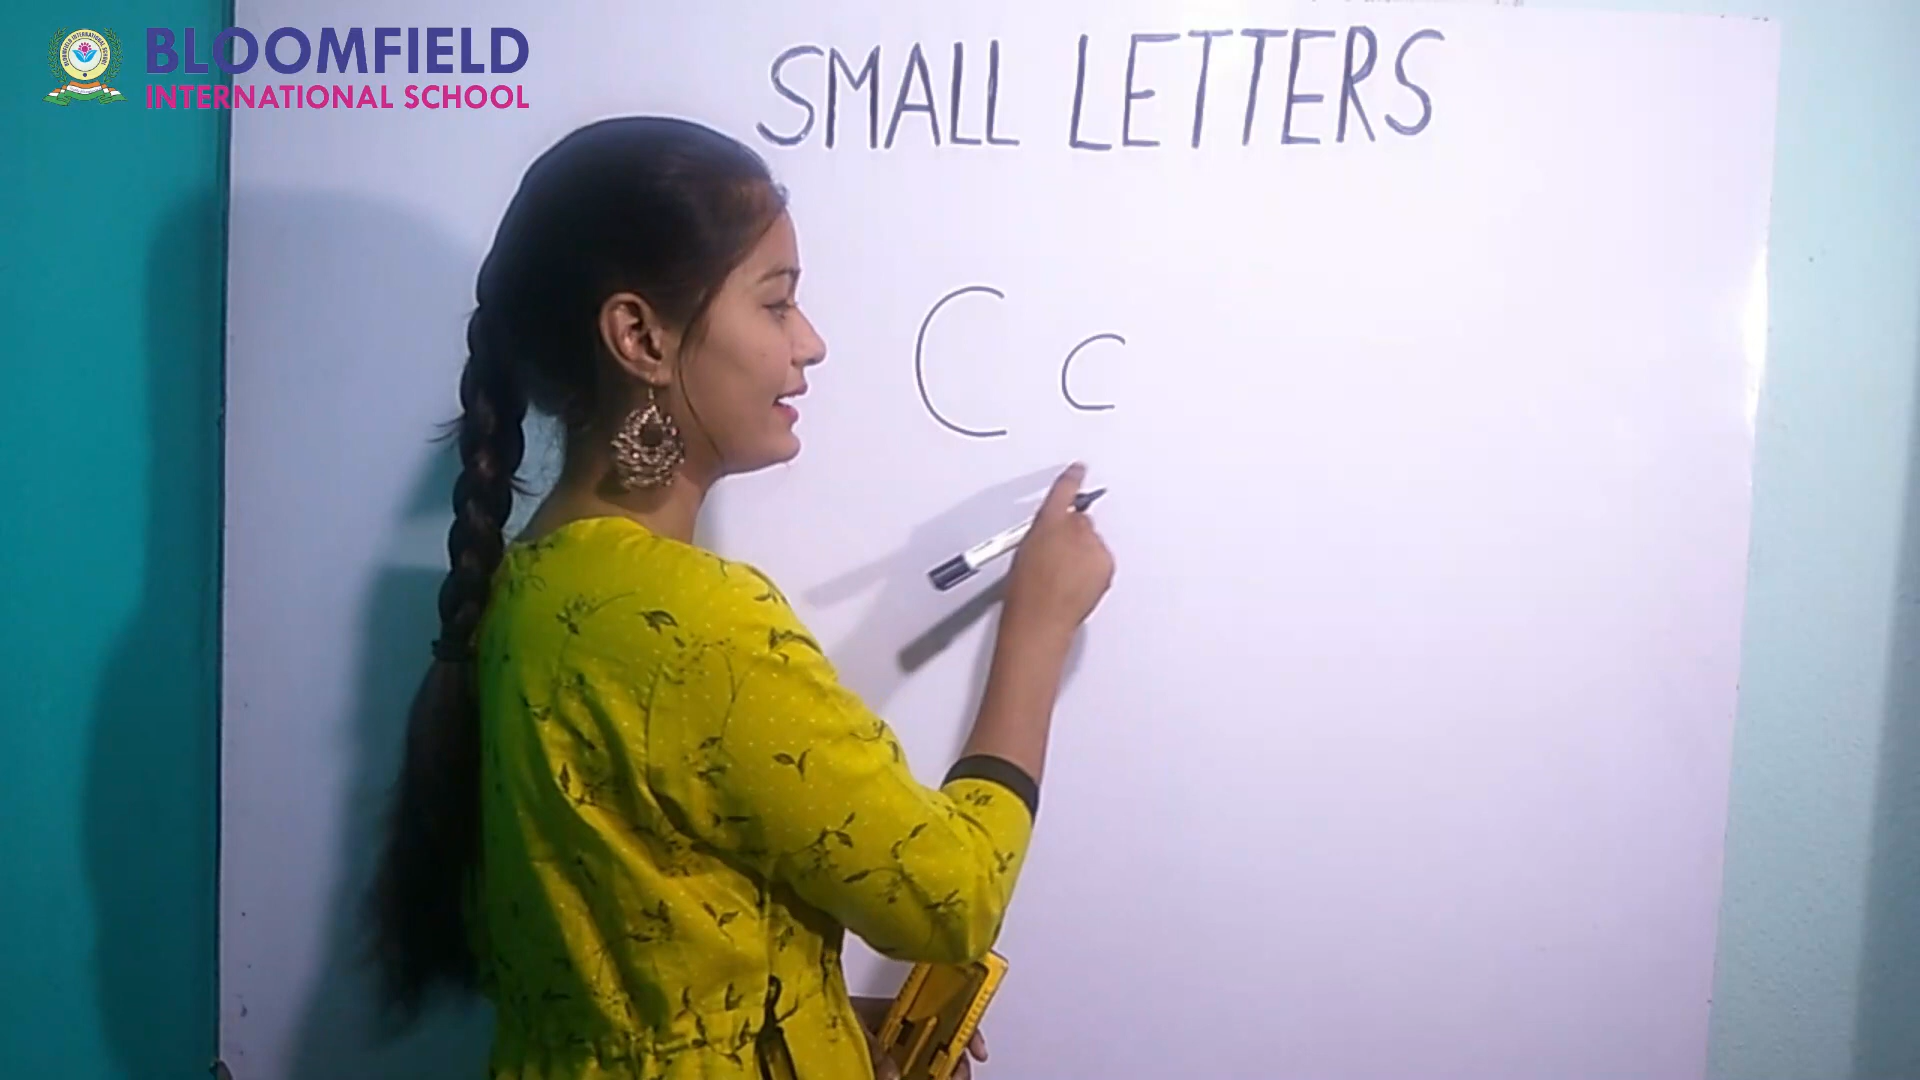 BLOOMFIELD
INTERNATIONAL SCHOOL
SMALL LETTERS
C c